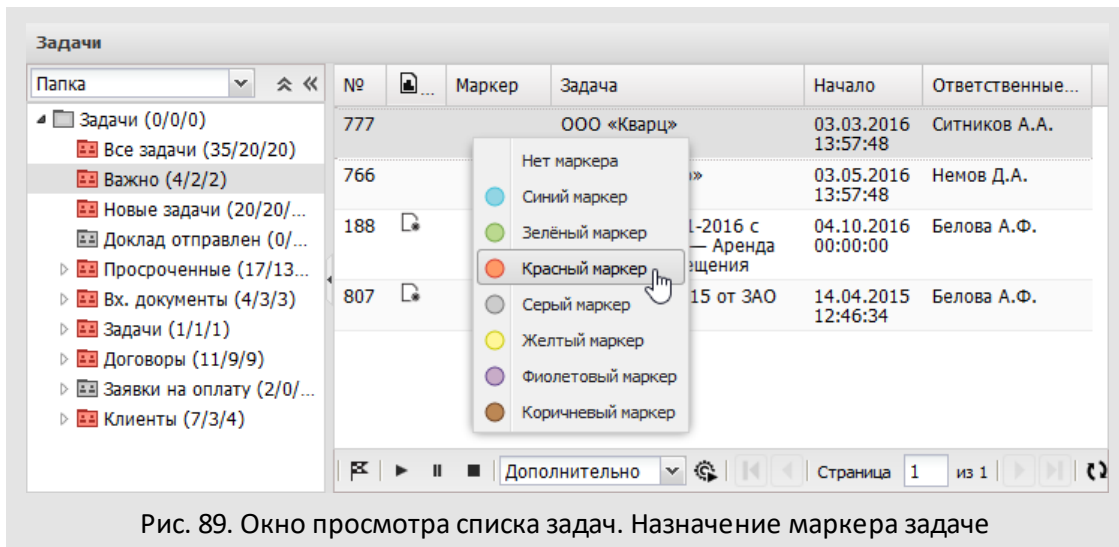 Задачи
Папка
№ ... Маркер Задача Начало Ответственные...
Задачи (0/0/0)
Все задачи (35/20/20)
Важно (4/2/2)
Новые задачи (20/20/...
Доклад отправлен (0/...
Просроченные (17/13...
Вх. документы (4/3/3)
Задачи (1/1/1)
Договоры (11/9/9)
Заявки на оплату (2/0/...
Клиенты (7/3/4)
777 ООО «Кварц» 03.03.2016 Ситников А.А.
13:57:48
766 » 03.05.2016 Немов Д.А.
13:57:48
188 -2016 с 04.10.2016 Белова А.Ф.
— Аренда 00:00:00
ещения
807 15 от ЗАО 14.04.2015 Белова А.Ф.
12:46:34
Нет маркера
Синий маркер
Зелёный маркер
Красный маркер
Серый маркер
Желтый маркер
Фиолетовый маркер
Коричневый маркер
Дополнительно Страница 1 из 1
Рис. 89. Окно просмотра списка задач. Назначение маркера задаче